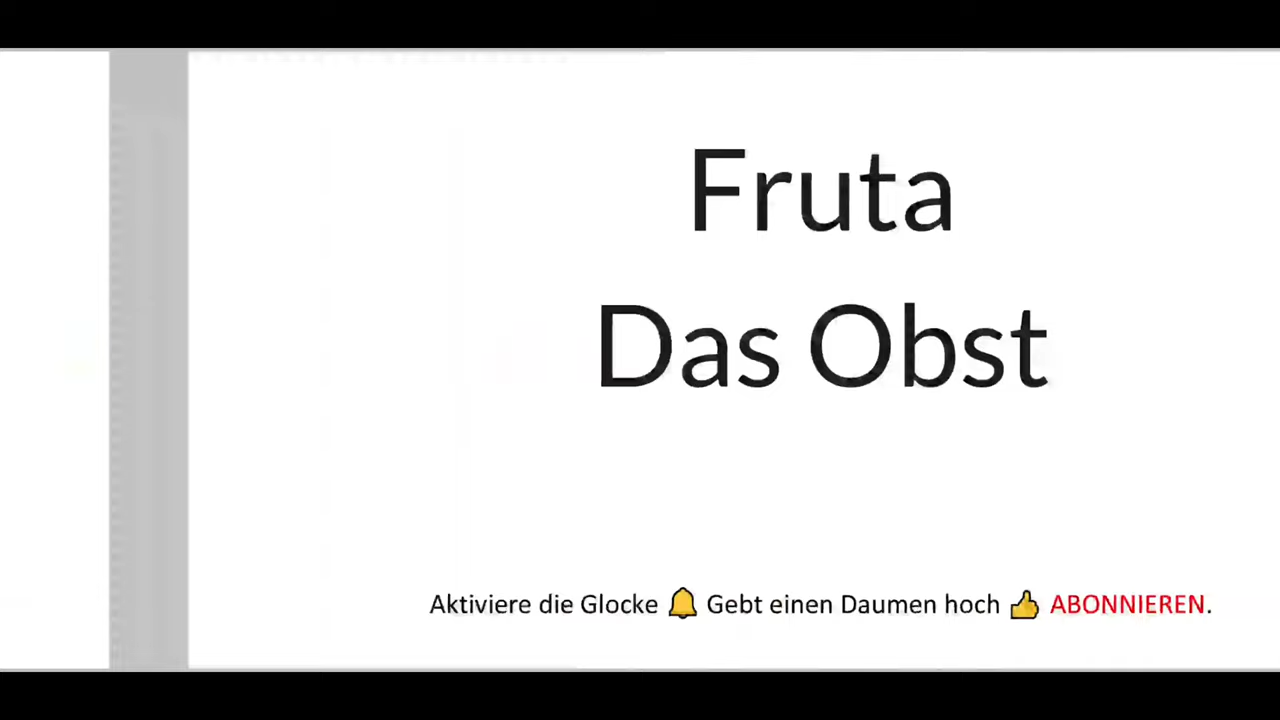 Fruta
Das Obst
Aktiviere die Glocke 🔔 Gebt einen Daumen hoch 👍 ABONNIEREN.